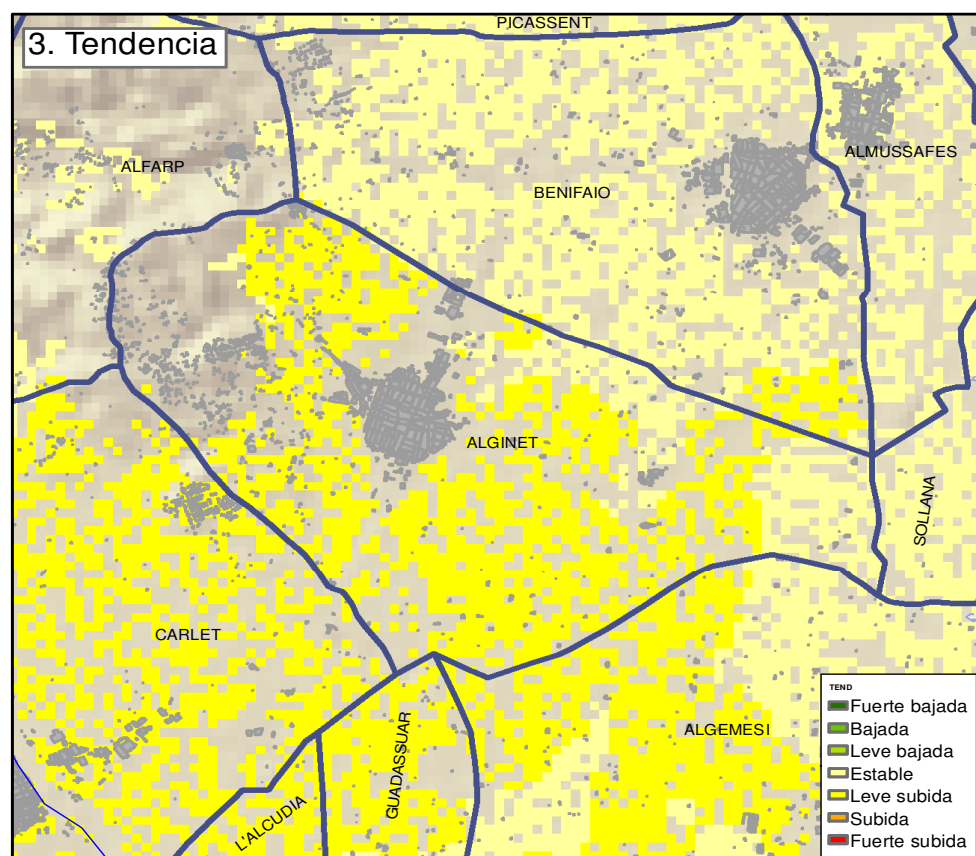 PICASSENT
3. Tendencia
ALMUSSAFES
ALFARP
BENIFAIO
ALGINET
SOLLANA
CARLET
ALGEMESI
GUADASSUAR
L'ALCUDIA
TEND
Fuerte bajada
Bajada
Leve bajada
Estable
Leve subida
Subida
Fuerte subida